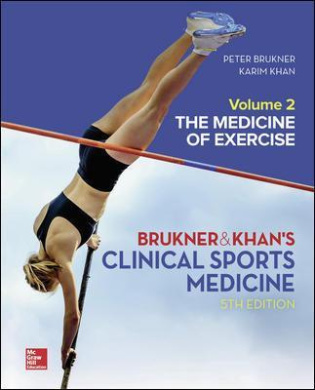 PETER BRUKNER
KARIM KHAN
Volume 2
THE MEDICINE
OF EXERCISE
BRUKNER&KHAN'S
CLINICAL SPORTS
MEDICINE
5TH EDITION
Mc
Graw
Hill
Education